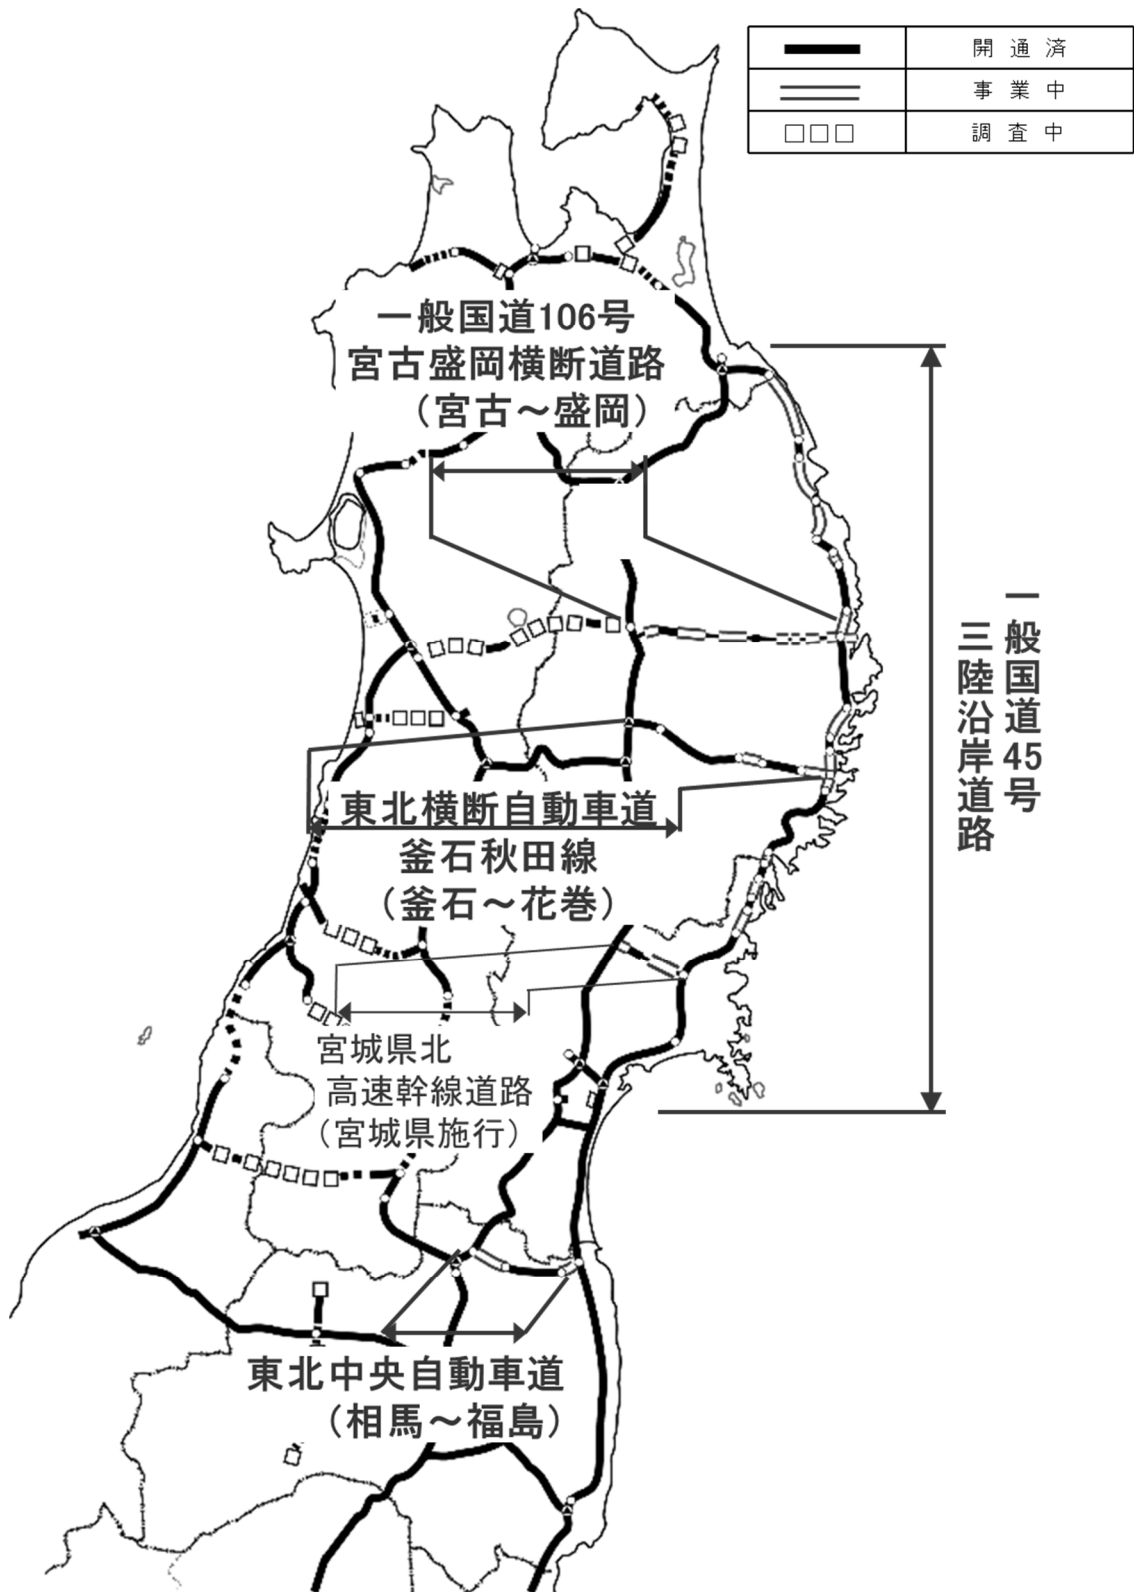 開通済
事業中
調査中
一般国道106号
宮古盛岡横断道路
（宮古～盛岡）
一般国道45号
三陸沿岸道路
東北横断自動車道
釜石秋田線
（釜石～花巻）
宮城県北
高速幹線道路
（宮城県施行）
東北中央自動車道
（相馬～福島）